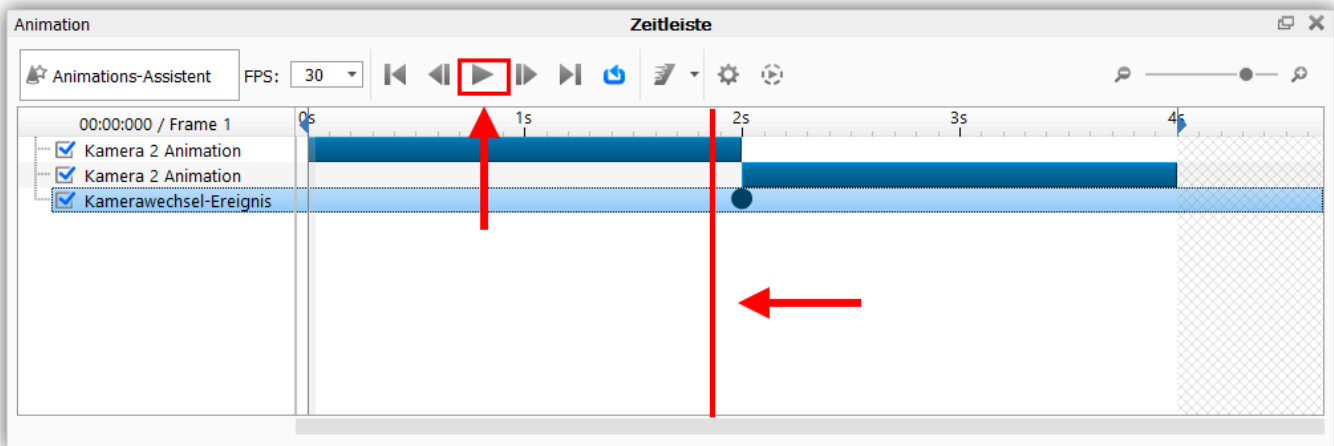 Animation Zeitleiste
Animations-Assistent FPS: 30
00:00:000 / Frame 1 0s 1s 2s 3s 4s
Kamera 2 Animation
Kamera 2 Animation
Kamerawechsel-Ereignis